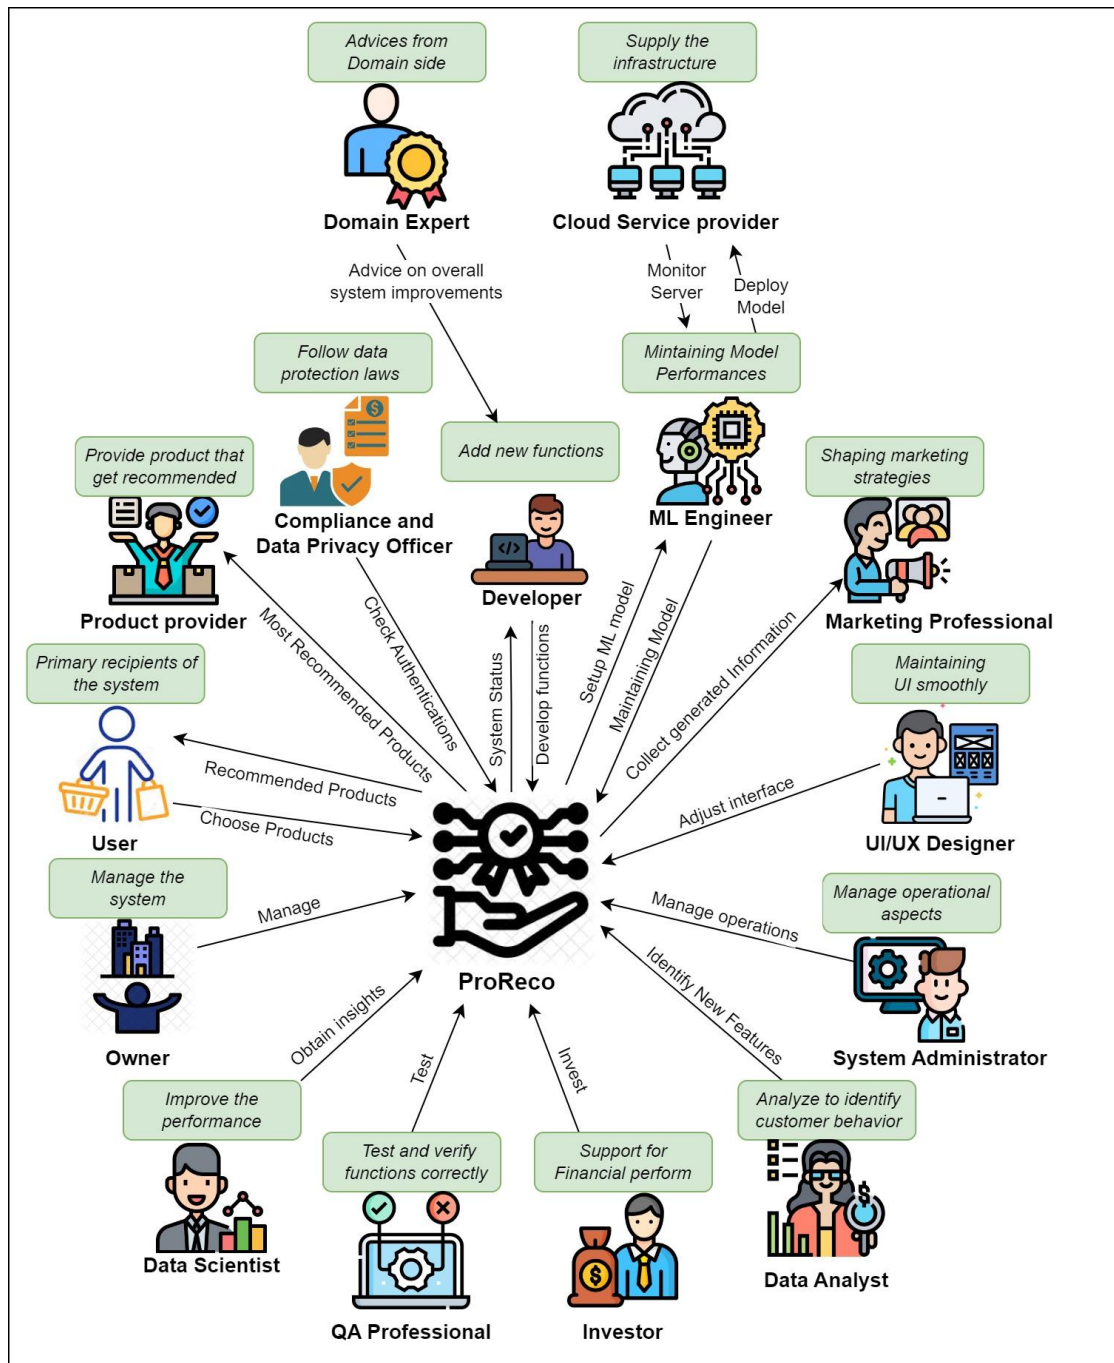 Advices from
Domain side
Supply the
infrastructure
Domain Expert
Cloud Service provider
Advice on overall
system improvements
Monitor
Server
Deploy
Model
Follow data
protection laws
Mintaining Model
Performances
Provide product that
get recommended
Add new functions
Shaping marketing
strategies
Compliance and
Data Privacy Officer
ML Engineer
Product provider
Developer
Marketing Professional
Most Recommended Products
Check Authentications
System Status
Develop functions
Setup ML model
Maintaining Model
Collect generated Information
Primary recipients of
the system
Maintaining
UI smoothly
Recommended Products
Choose Products
Adjust interface
User
UI/UX Designer
Manage the
system
Manage
Manage operational
aspects
Manage operations
ProReco
Identify New Features
Owner
System Administrator
Obtain insights
Test
Invest
Improve the
performance
Analyze to identify
customer behavior
Test and verify
functions correctly
Support for
Financial perform
Data Scientist
Data Analyst
QA Professional
Investor